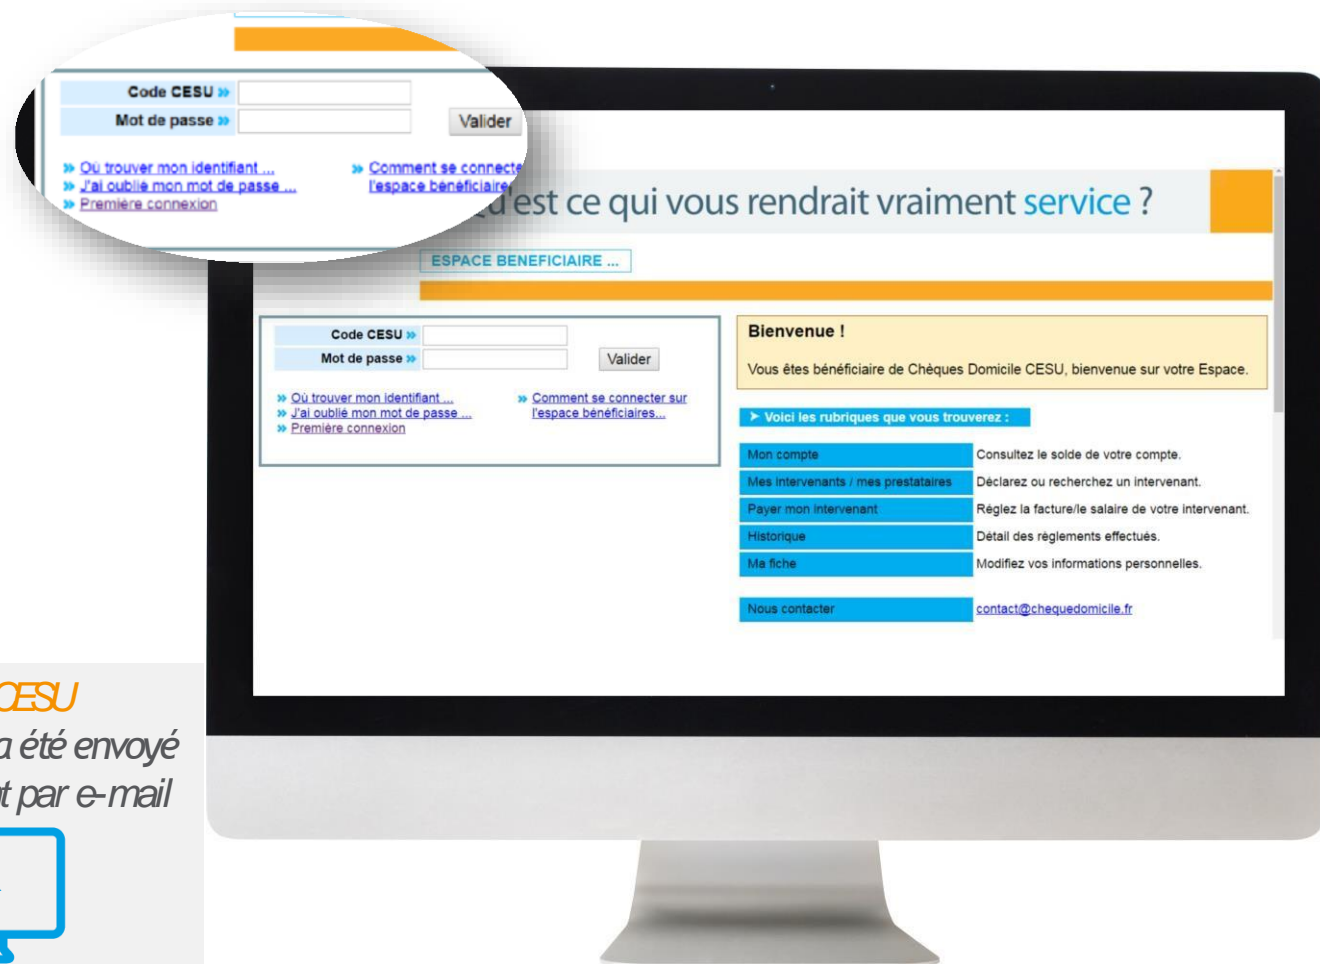 Code CESU »
Mot de passe »
Valider
» Où trouver mon identifiant ...
» J'ai oublié mon mot de passe ...
» Première connexion
» Comment se connecte
l'espace bénéficiaire
'est ce qui vous rendrait vraiment service ?
ESPACE BENEFICIAIRE ...
Code CESU »
Mot de passe »
Valider
» Où trouver mon identifiant ...
» J'ai oublié mon mot de passe ...
» Première connexion
» Comment se connecter sur
l'espace bénéficiaires...
Bienvenue !
Vous êtes bénéficiaire de Chèques Domicile CESU, bienvenue sur votre Espace.
➤ Voici les rubriques que vous trouverez :
Mon compte Consultez le solde de votre compte.
Mes intervenants / mes prestataires Déclarez ou recherchez un intervenant.
Payer mon intervenant Réglez la facture/le salaire de votre intervenant.
Historique Détail des règlements effectués.
Ma fiche Modifiez vos informations personnelles.
Nous contacter contact@chequedomicile.fr
CESU
a été envoyé
t par e-mail